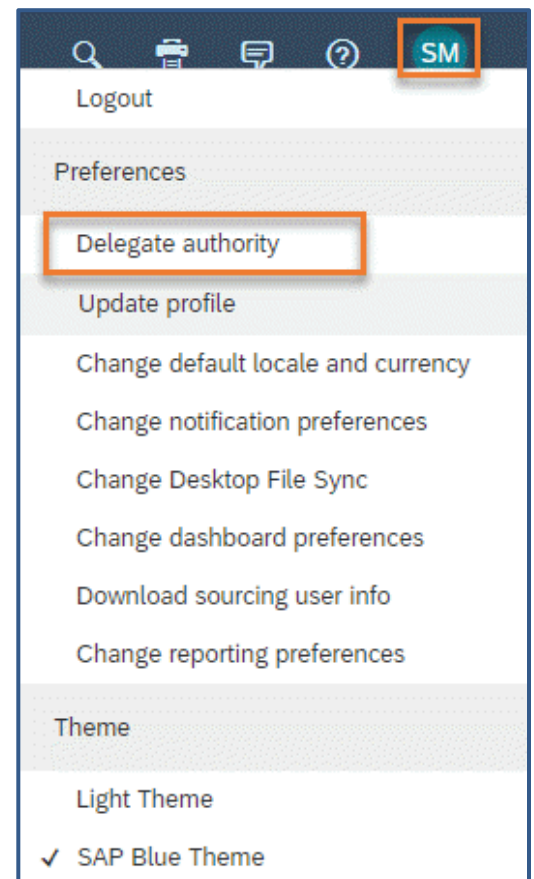 SM
Logout
Preferences
Delegate authority
Update profile
Change default locale and currency
Change notification preferences
Change Desktop File Sync
Change dashboard preferences
Download sourcing user info
Change reporting preferences
Theme
Light Theme
✓ SAP Blue Theme